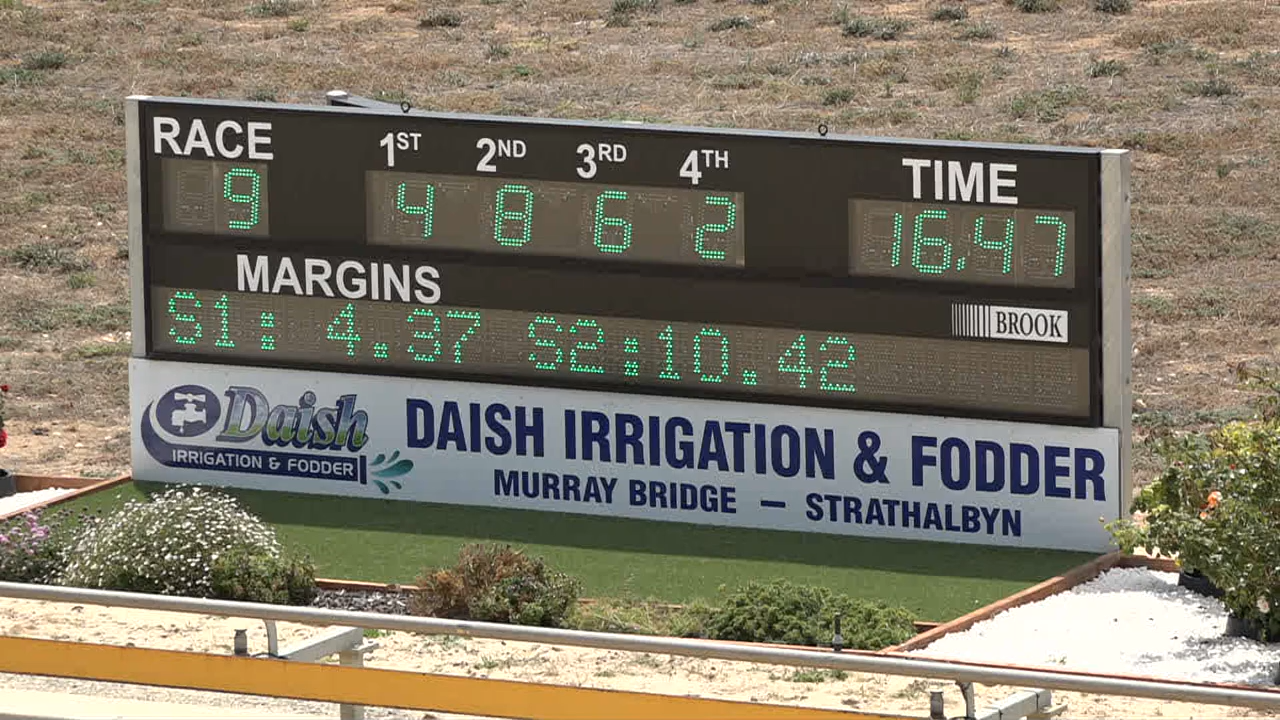 RACE 1ST 2ND 3RD 4TH TIME
9 4 8 6 2 16.47
MARGINS
BROOK
S1: 4.37 S2:10.42
Daish
IRRIGATION & FODDER
DAISH IRRIGATION & FODDER
MURRAY BRIDGE – STRATHALBYN